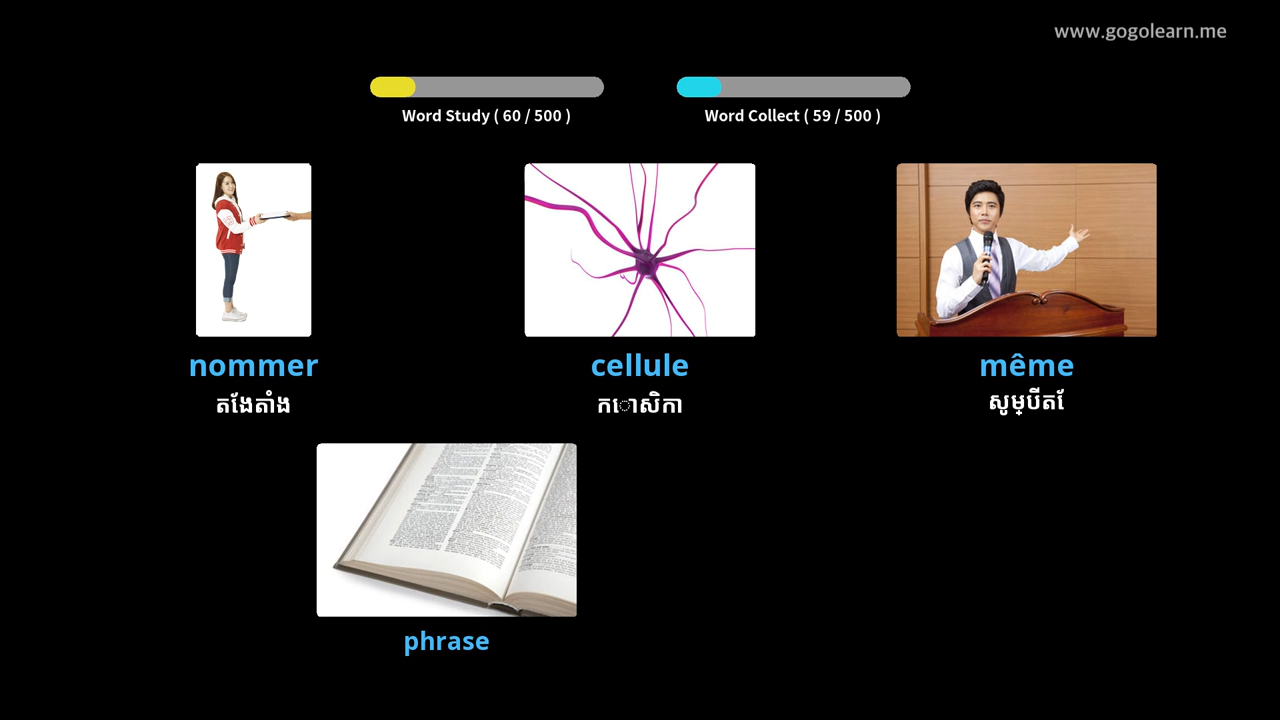 www.gogolearn.me
Word Study ( 60 / 500 )
Word Collect ( 59 / 500 )
nommer
cellule
même
តែងតាំង
កោសិកា
សូម្បីតែ
phrase